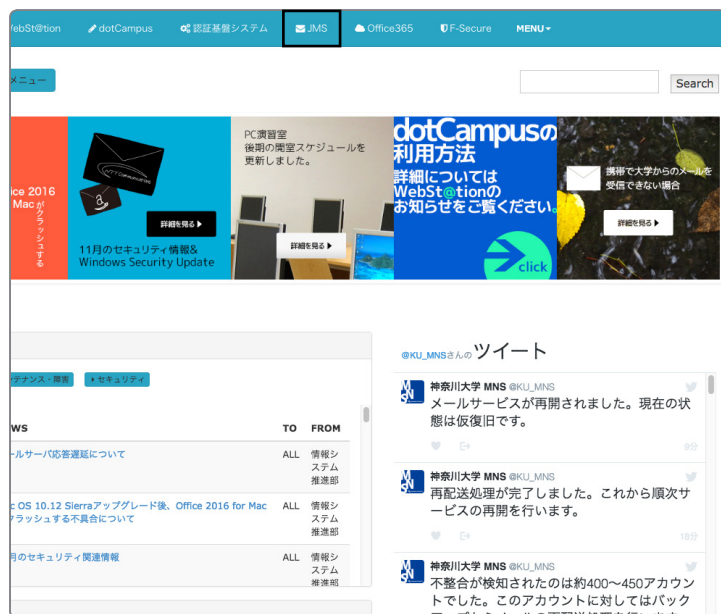 ebSt@tion
dotCampus
認証基盤システム
JMS
Office365
F-Secure
MENU
メニュー
Search
ice 2016
Mac が
クラッシュする
詳細を見る
11月のセキュリティ情報&
Windows Security Update
PC演習室
後期の開室スケジュールを
更新しました。
詳細を見る
dotCampusの
利用方法
詳細については
WebSt@tionの
お知らせをご覧ください。
click
携帯で大学からのメールを
受信できない場合
詳細を見る
テナンス・障害
セキュリティ
WS
TO
FROM
ールサーバ応答遅延について
ALL
情報シ
ステム
推進部
c OS 10.12 Sierraアップグレード後、Office 2016 for Mac
クラッシュする不具合について
ALL
情報シ
ステム
推進部
月のセキュリティ関連情報
ALL
情報シ
ステム
推進部
@KU_MNSさんのツイート
神奈川大学 MNS @KU_MNS
メールサービスが再開されました。現在の状
態は仮復旧です。
9分
神奈川大学 MNS @KU_MNS
再配送処理が完了しました。これから順次サ
ービスの再開を行います。
18分
神奈川大学 MNS @KU_MNS
不整合が検知されたのは約400〜450アカウン
トでした。このアカウントに対してはバック